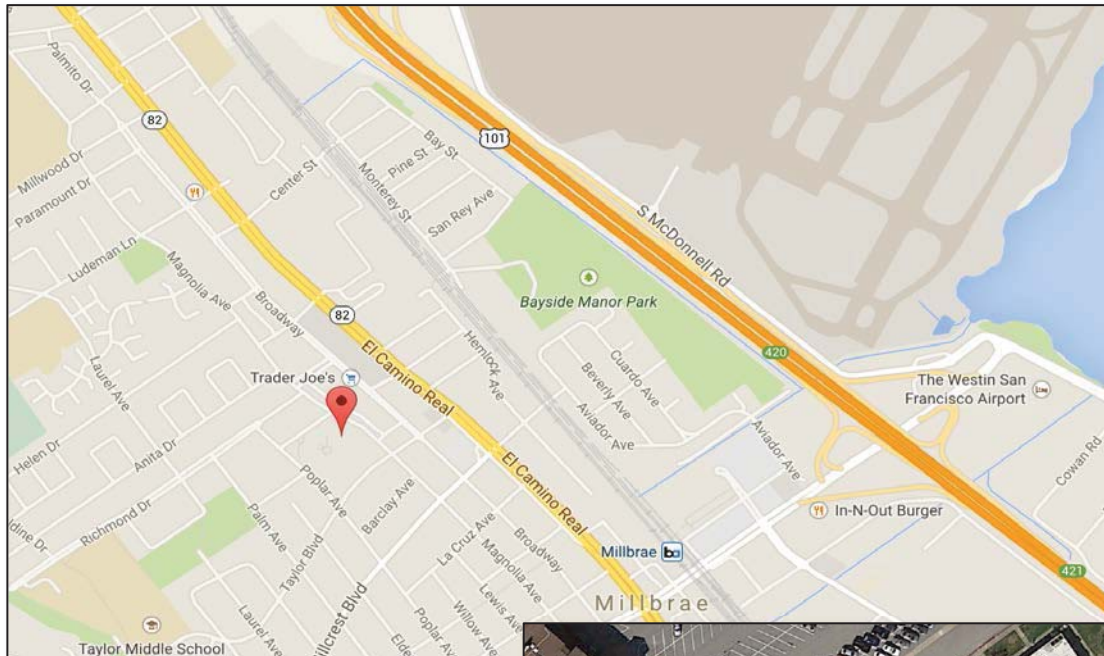 Palmito Dr
82
101
Millwood Dr
Paramount Dr
Center St
Bay St
Pine St
Monterey St
San Rey Ave
S McDonnell Rd
Ludeman Ln
Magnolia Ave
Broadway
Bayside Manor Park
82
El Camino Real
Hemlock Ave
420
Laurel Ave
Trader Joe's
Cuardo Ave
Beverly Ave
Aviador Ave
The Westin San
Francisco Airport
Helen Dr
Anita Dr
Aviador Ave
Cowan Rd
El Camino Real
Poplar Ave
Barclay Ave
Richmond Dr
Palm Ave
In-N-Out Burger
Taylor Blvd
La Cruz Ave
Broadway
Magnolia Ave
Millbrae
421
Hillcrest Blvd
Lewis Ave
Willow Ave
Millbrae
Laurel Ave
Poplar Ave
Taylor Middle School